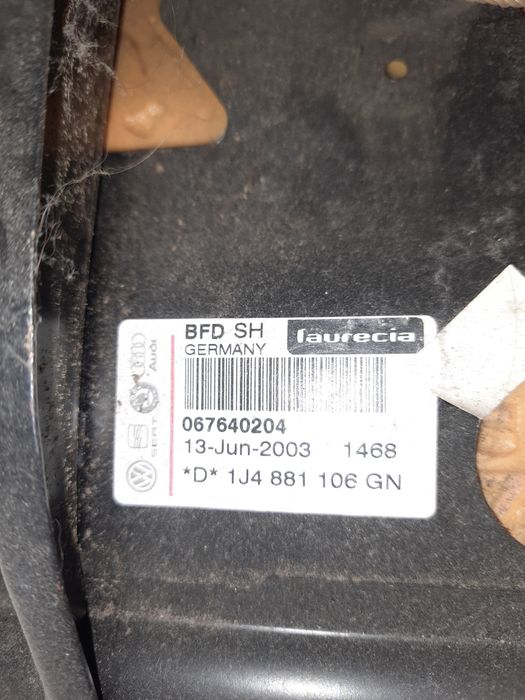 BFD SH
GERMANY
faurecia
Audi
SEAT
067640204
13-Jun-2003 1468
*D* 1J4 881 106 GN